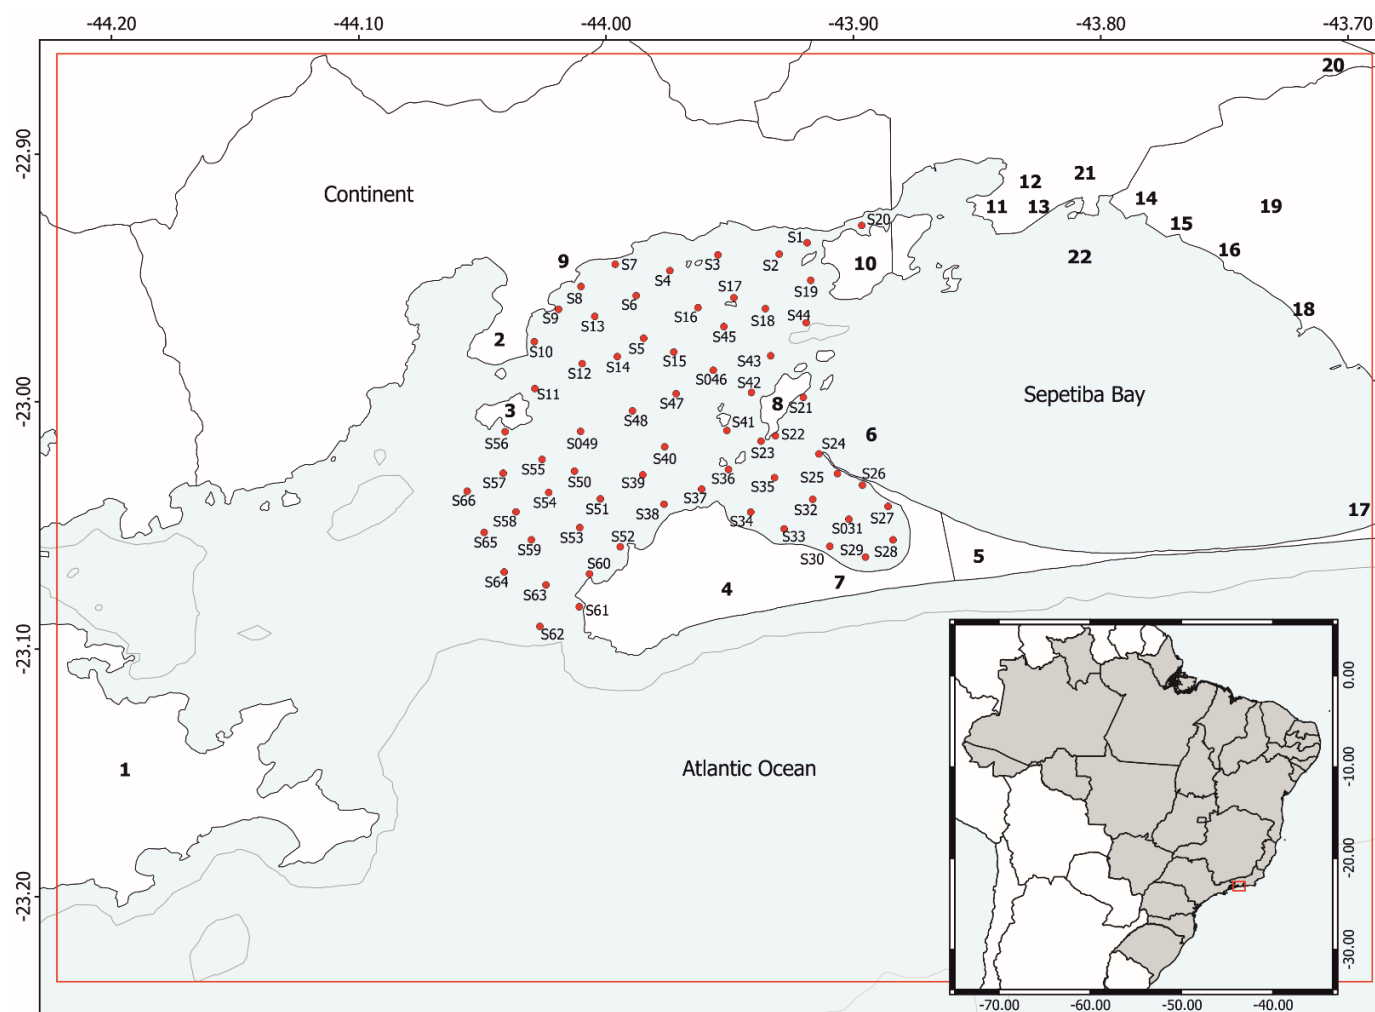 -44.20 -44.10 -44.00 -43.90 -43.80 -43.70
20
-22.90
Continent
12 21
11 13 14
19
15
S20
S1
16
9 S7 S3 S2 10 22
S4
S8 S17 S19
S6
S9 S13 S16 S18 S44 18
S45
2 S10 S5
S15 S43
S12 S14
S046 S42
-23.00
S11 S47 8 S21 Sepetiba Bay
3 S48
S41
S56 S049 S22 6
S23 S24
S40
S55 S36 S25 S26
S57 S50 S39 S35
S66 S54 S37
S51 S32 S27 17
S58 S38 S34
S031
S65 S53 S52 S33
S59 S29 S28
S60 S30 5
S64 7
S63 4
S61
S62
-23.10
Atlantic Ocean
1
-23.20
0.00
-10.00
-20.00
-30.00
-70.00 -60.00 -50.00 -40.00